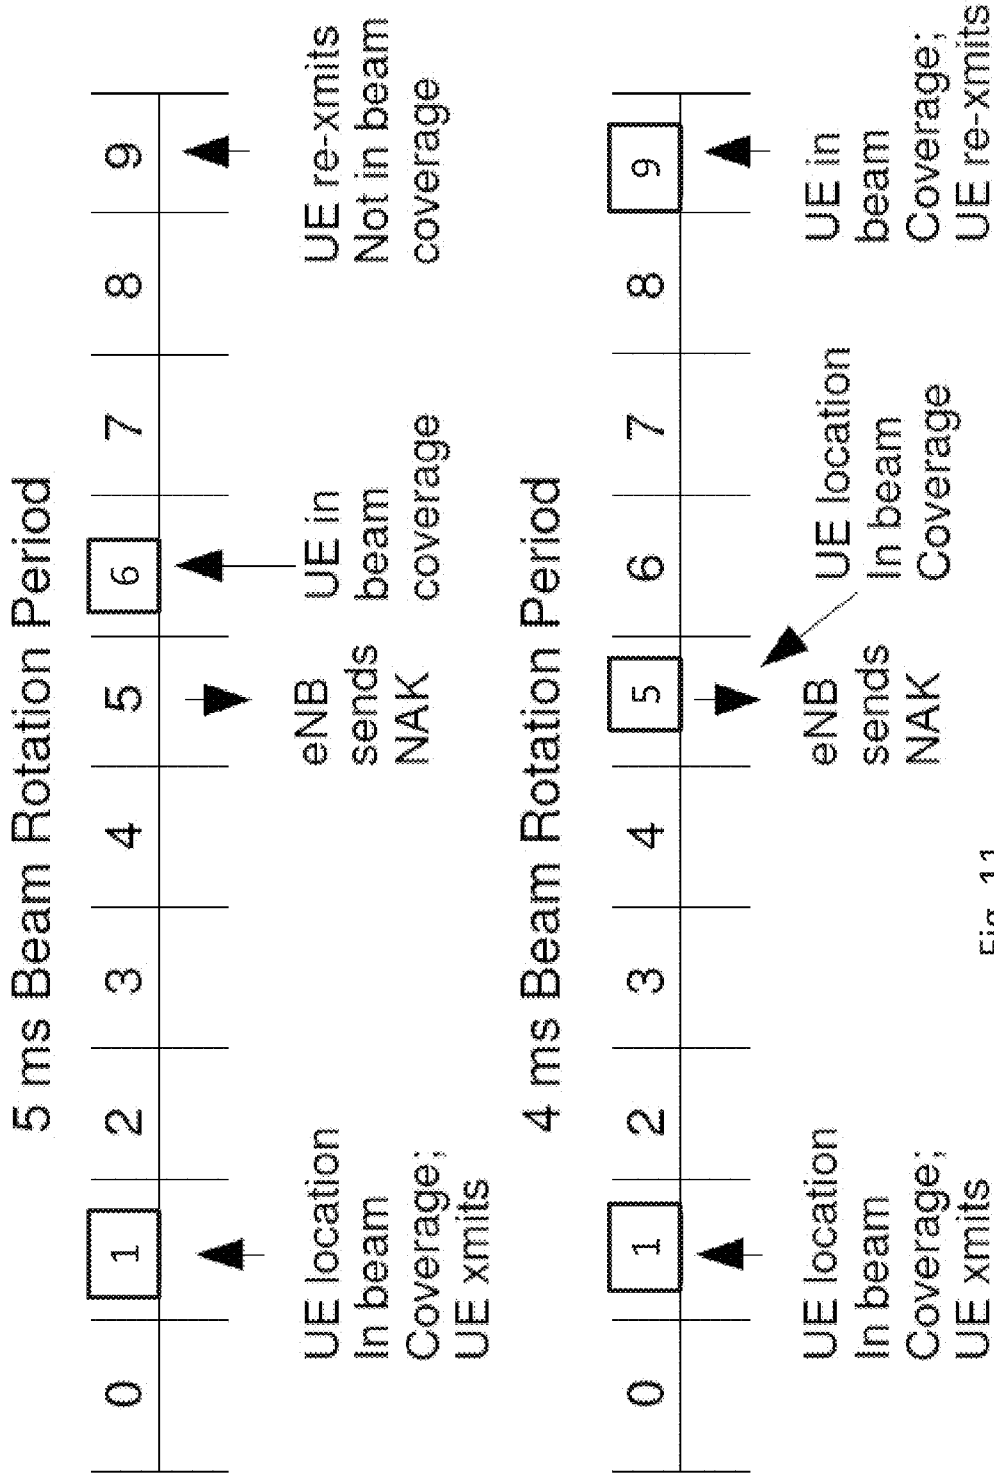 5 ms Beam Rotation Period
0 1 2 3 4 5 6 7 8 9
UE location
In beam
Coverage;
UE xmits
eNB
sends
NAK
UE in
beam
coverage
UE re-xmits
Not in beam
coverage
4 ms Beam Rotation Period
0 1 2 3 4 5 6 7 8 9
UE location
In beam
Coverage;
UE xmits
eNB
sends
NAK
UE location
In beam
Coverage
UE in
beam
Coverage;
UE re-xmits
Fig. 11